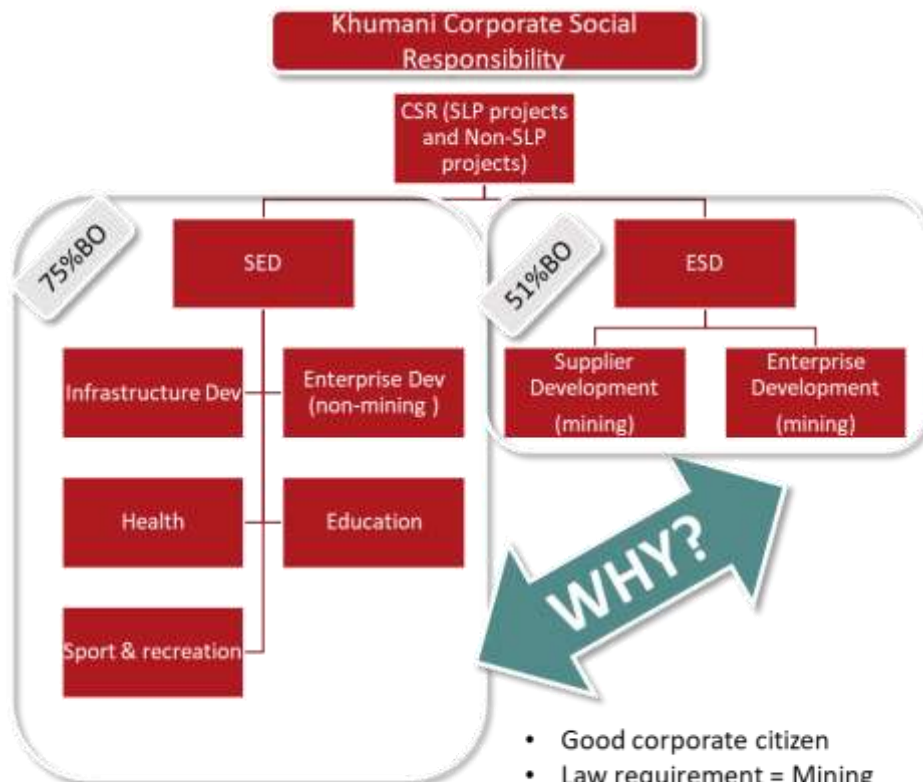 Khumani Corporate Social
Responsibility
CSR (SLP projects
and Non-SLP
projects)
75%BO
SED
51%BO
ESD
Infrastructure Dev
Enterprise Dev
(non-mining )
Supplier
Development
(mining)
Enterprise
Development
(mining)
Health
Education
WHY?
Sport & recreation
• Good corporate citizen
• Law requirement = Mining